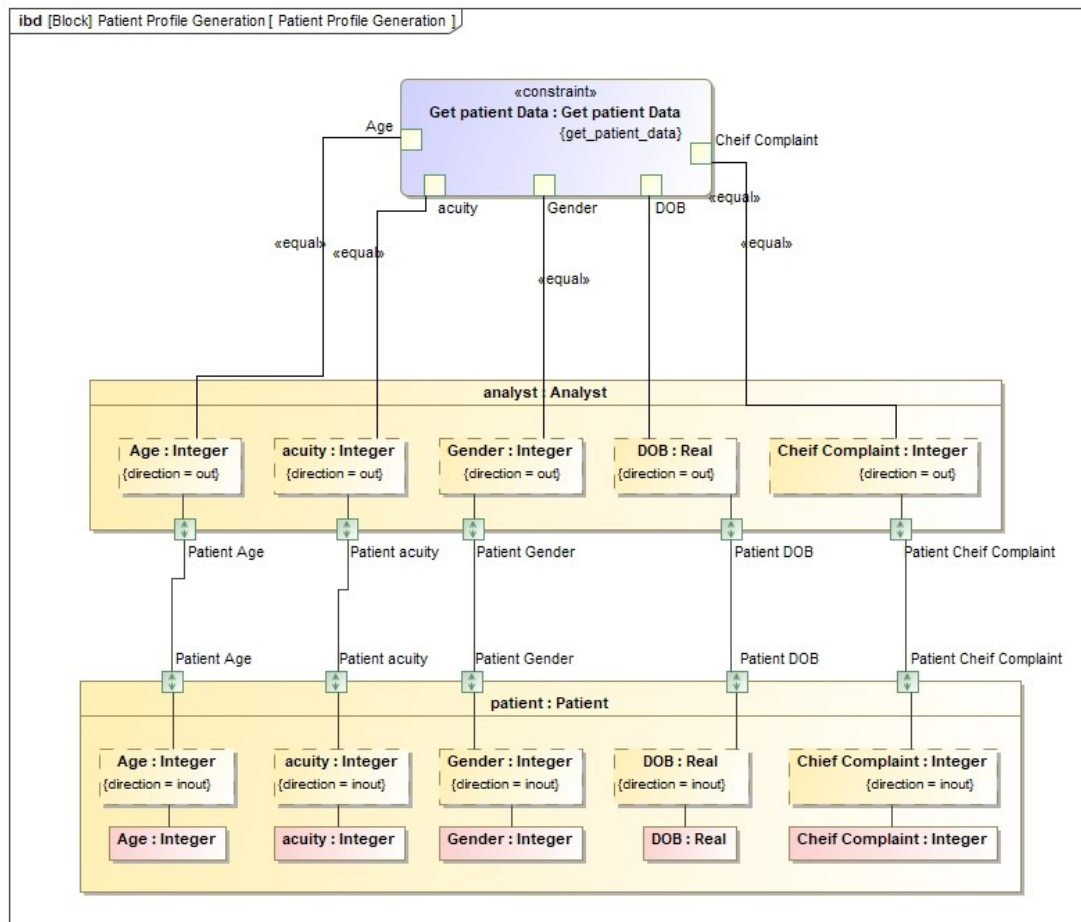 ibd [Block] Patient Profile Generation [ Patient Profile Generation ]
«constraint»
Get patient Data : Get patient Data
{get_patient_data}
Age
Cheif Complaint
acuity
Gender
DOB
«equal»
«equal»
«equal»
«equal»
«equal»
analyst : Analyst
Age : Integer
{direction = out}
acuity : Integer
{direction = out}
Gender : Integer
{direction = out}
DOB : Real
{direction = out}
Cheif Complaint : Integer
{direction = out}
Patient Age
Patient acuity
Patient Gender
Patient DOB
Patient Cheif Complaint
Patient Age
Patient acuity
Patient Gender
Patient DOB
Patient Cheif Complaint
patient : Patient
Age : Integer
{direction = inout}
acuity : Integer
{direction = inout}
Gender : Integer
{direction = inout}
DOB : Real
{direction = inout}
Chief Complaint : Integer
{direction = inout}
Age : Integer
acuity : Integer
Gender : Integer
DOB : Real
Cheif Complaint : Integer